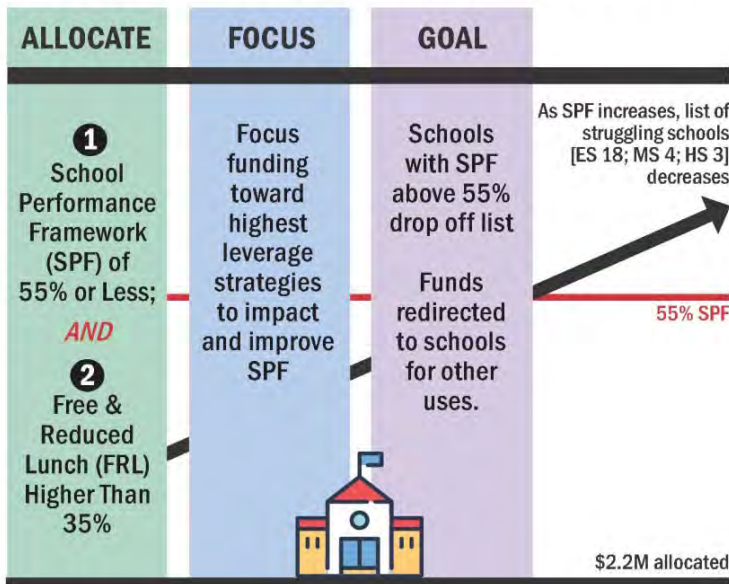 ALLOCATE
FOCUS
GOAL
1
School
Performance
Framework
(SPF) of
55% or Less;
AND
2
Free &
Reduced
Lunch (FRL)
Higher Than
35%
Focus
funding
toward
highest
leverage
strategies
to impact
and improve
SPF
Schools
with SPF
above 55%
drop off list
Funds
redirected
to schools
for other
uses.
As SPF increases, list of
struggling schools
[ES 18; MS 4; HS 3]
decreases
55% SPF
$2.2M allocated